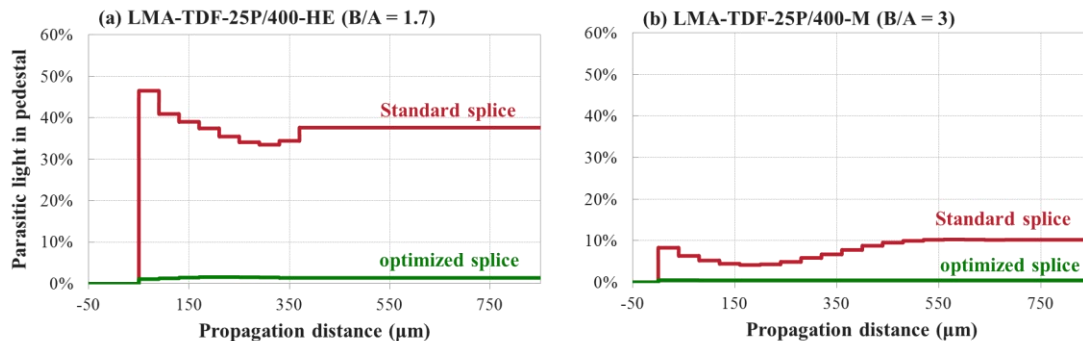 (a) LMA-TDF-25P/400-HE (B/A = 1.7)
Parasitic light in pedestal
60%
50%
40%
30%
20%
10%
0%
Standard splice
optimized splice
-50 150 350 550 750
Propagation distance (µm)
(b) LMA-TDF-25P/400-M (B/A = 3)
60%
50%
40%
30%
20%
10%
0%
Standard splice
optimized splice
-50 150 350 550 750
Propagation distance (µm)